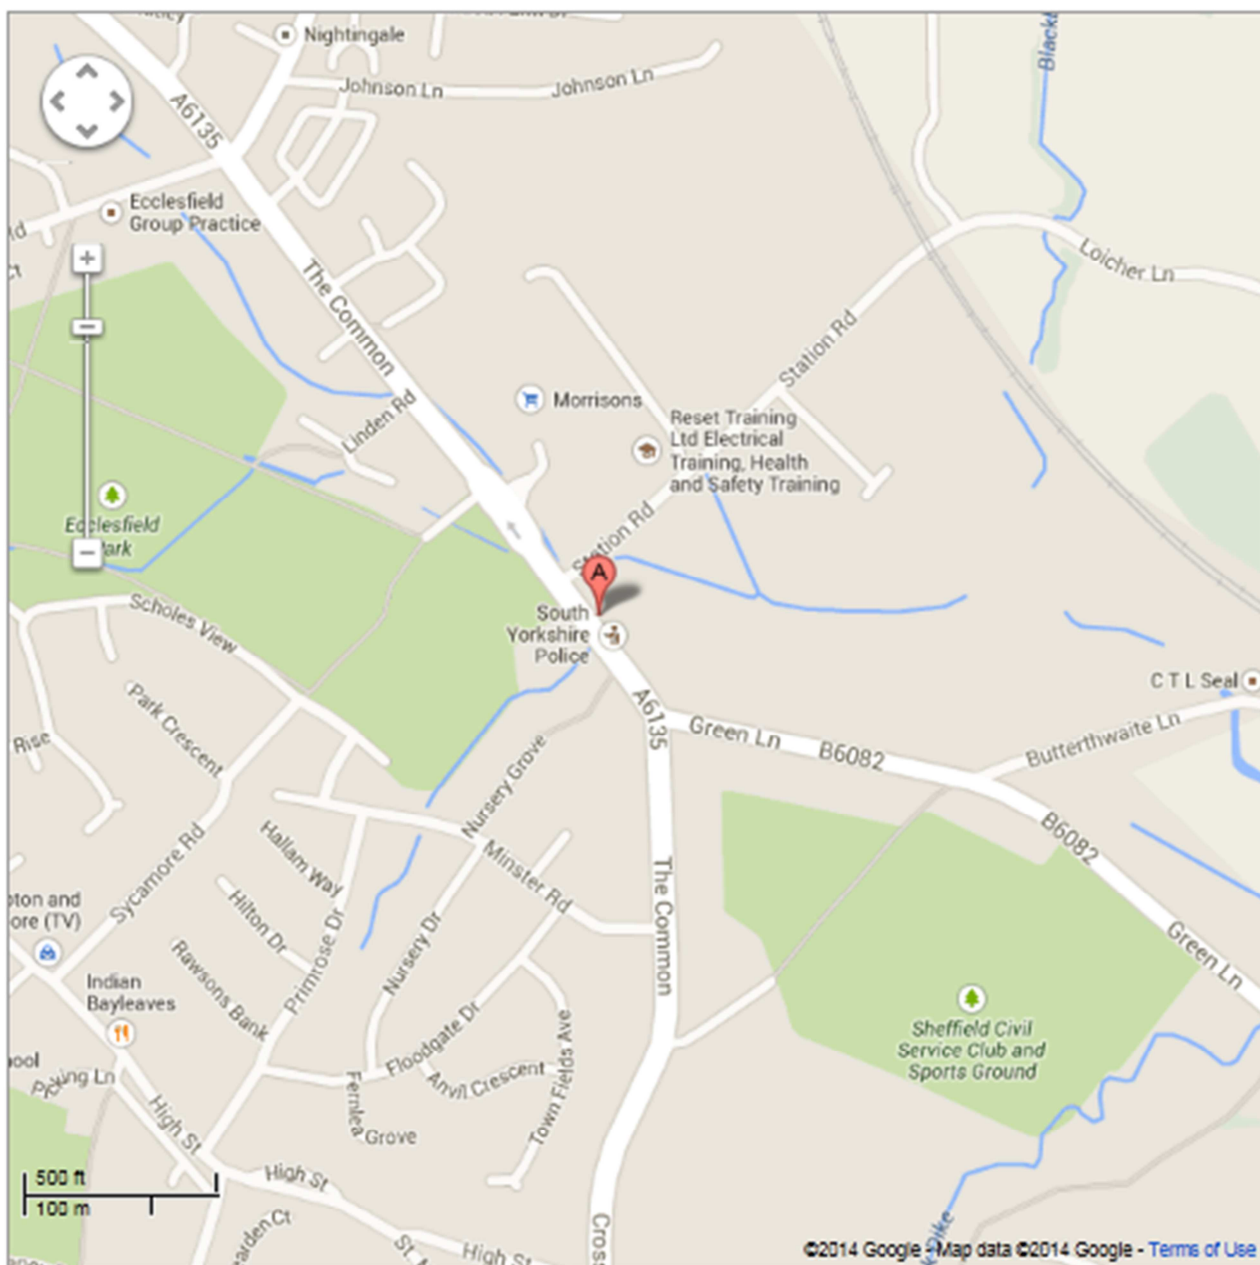 Nightingale
Johnson Ln
Johnson Ln
A6135
Ecclesfield
Group Practice
The Common
Loicher Ln
Station Rd
Morrisons
Linden Rd
Reset Training
Ltd Electrical
Training, Health
and Safety Training
Ecclesfield
Park
Station Rd
A
South
Yorkshire
Police
Scholes View
Park Crescent
Rise
A6135
Green Ln
B6082
C T L Seal
Butterthwaite Ln
Nursery Grove
B6082
Hallam Way
Sycamore Rd
Minster Rd
The Common
Hilton Dr
Primrose Dr
Nursery Dr
Green Ln
Rawsons Bank
Indian
Bayleaves
Sheffield Civil
Service Club and
Sports Ground
Floodgate Dr
Anvil Crescent
Town Fields Ave
Fernlea
Grove
High St
High St
High St
500 ft
100 m
©2014 Google - Map data ©2014 Google - Terms of Use